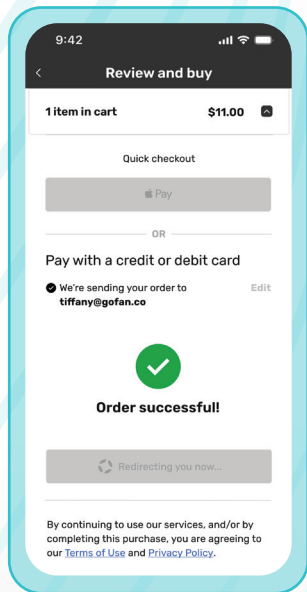 9:42
Review and buy
1 item in cart $11.00
Quick checkout
Pay
OR
Pay with a credit or debit card
We're sending your order to Edit
tiffany@gofan.co
Order successful!
Redirecting you now...
By continuing to use our services, and/or by
completing this purchase, you are agreeing to
our Terms of Use and Privacy Policy.